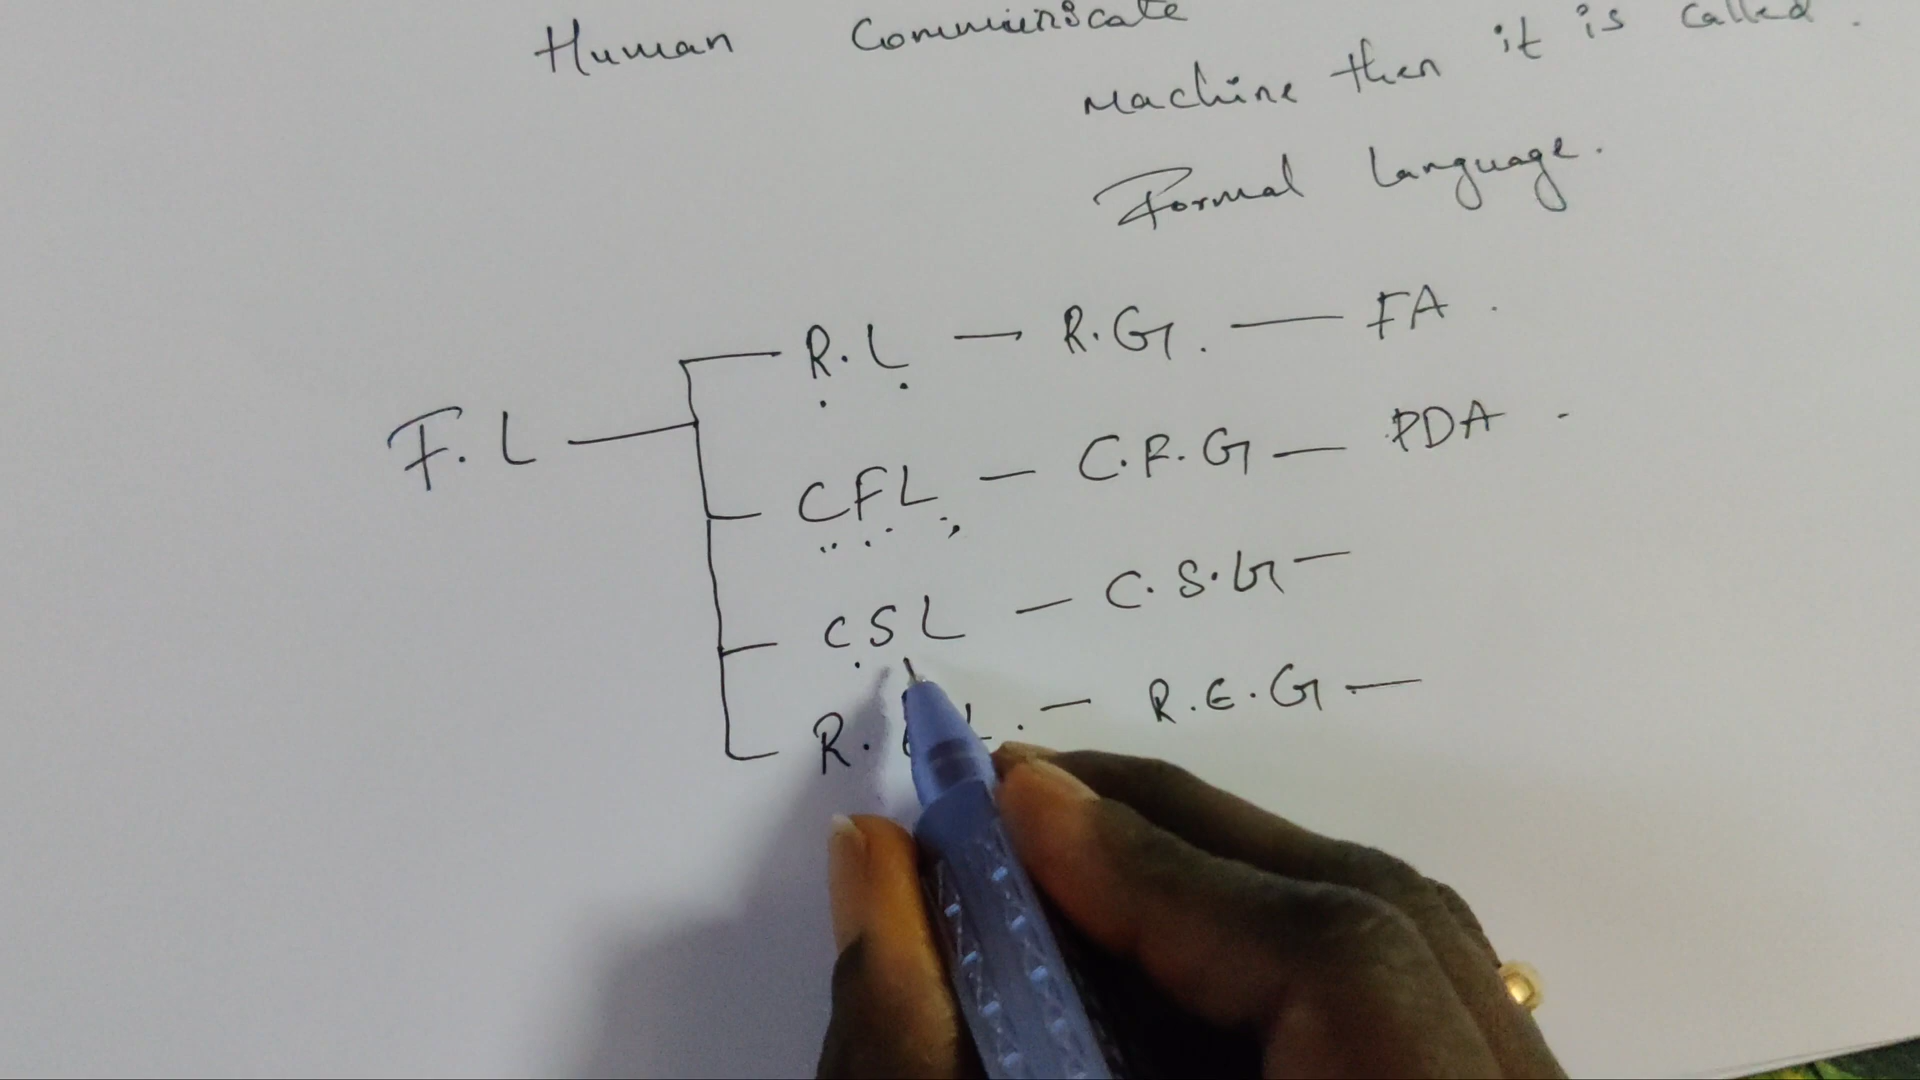 Human Communicate
machine then it is called.
Formal language.
F.L — R.L — R.G. — FA.
CFL — C.F.G — PDA
CSL — C.S.G —
R. L. — R.E.G —